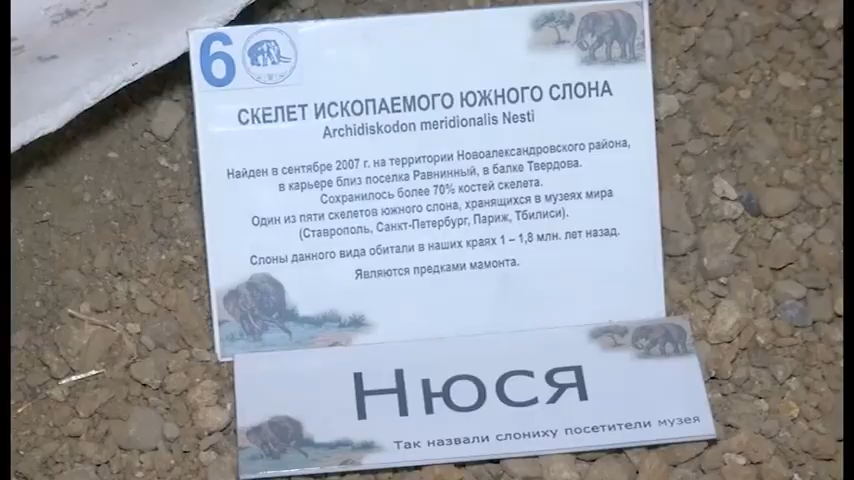 6
СКЕЛЕТ ИСКОПАЕМОГО ЮЖНОГО СЛОНА
Archidiskodon meridionalis Nesti
Найден в сентябре 2007 г. на территории Новоалександровского района,
в карьере близ поселка Равнинный, в балке Твердова.
Сохранилось более 70% костей скелета.
Один из пяти скелетов южного слона, хранящихся в музеях мира
(Ставрополь, Санкт-Петербург, Париж, Тбилиси).
Слоны данного вида обитали в наших краях 1 – 1,8 млн. лет назад.
Являются предками мамонта.
Нюся
Так назвали слониху посетители музея